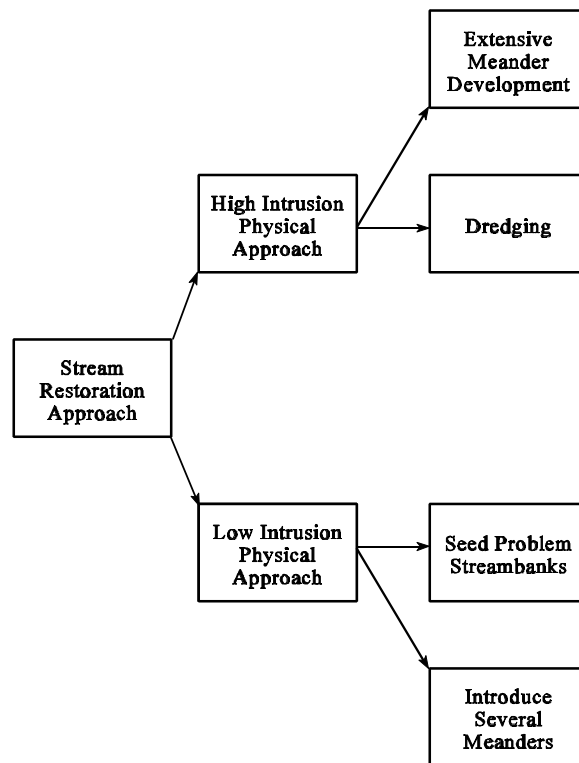 Extensive
Meander
Development
High Intrusion
Physical
Approach
Dredging
Stream
Restoration
Approach
Low Intrusion
Physical
Approach
Seed Problem
Streambanks
Introduce
Several
Meanders